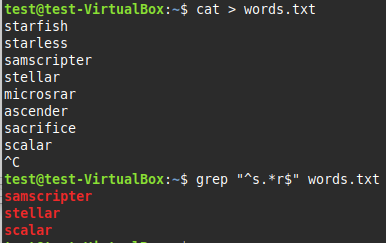 test@test-VirtualBox:~$ cat > words.txt
starfish
starless
samscripter
stellar
microsrar
ascender
sacrifice
scalar
^C
test@test-VirtualBox:~$ grep "^s.*r$" words.txt
samscripter
stellar
scalar